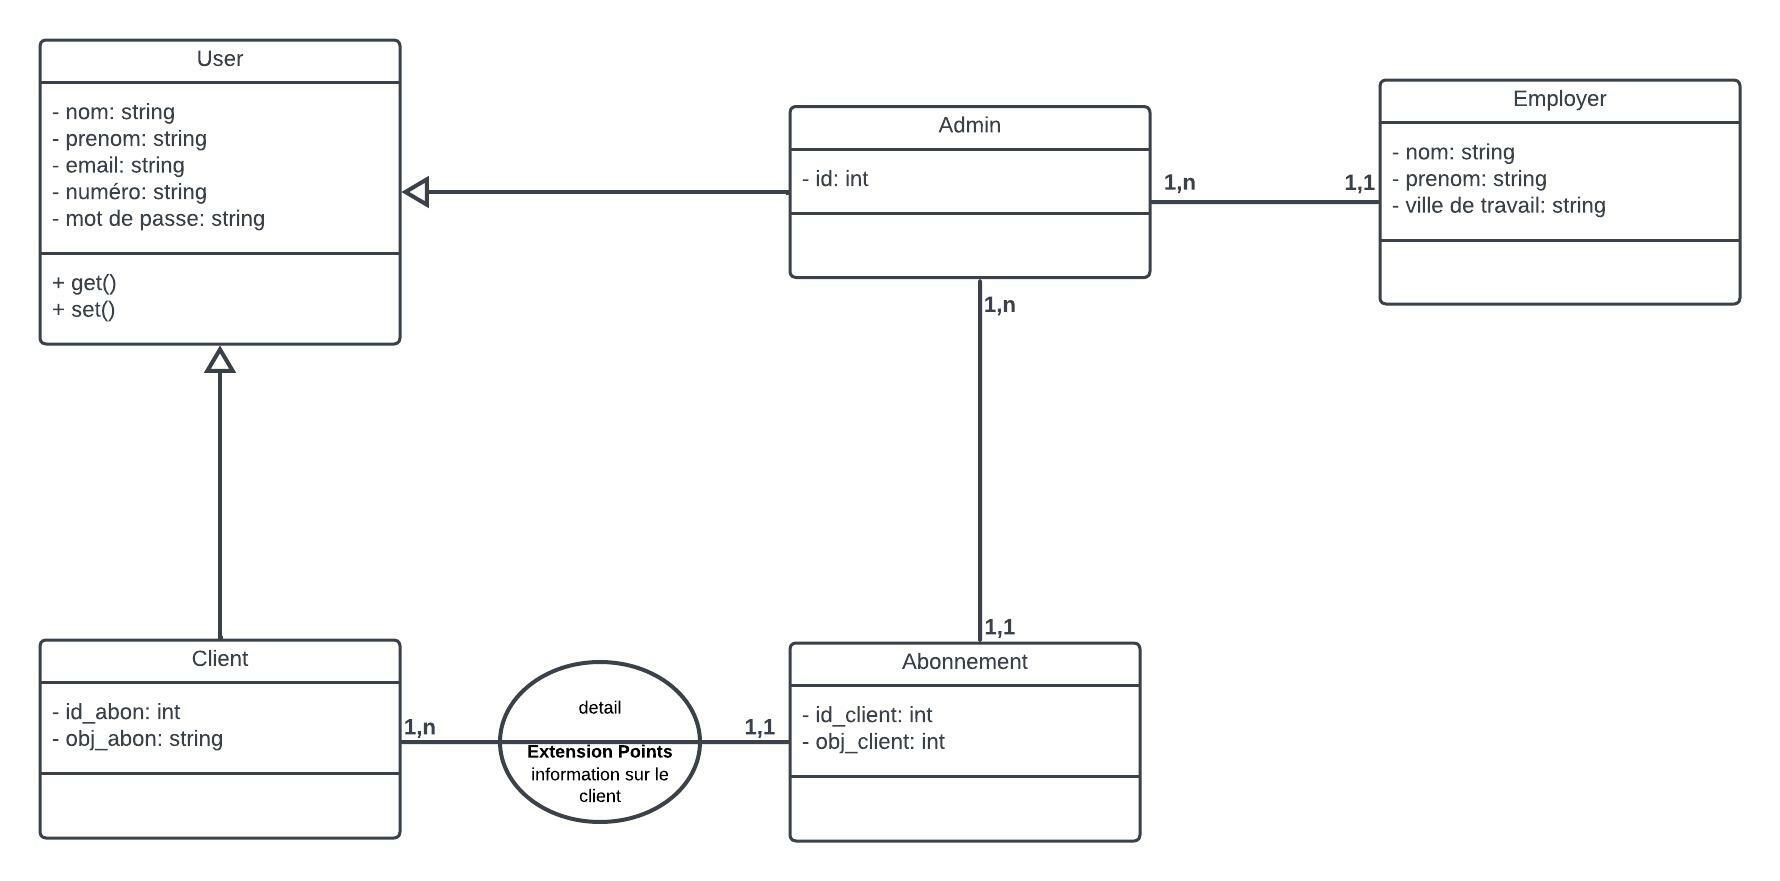 User
- nom: string
- prenom: string
- email: string
- numéro: string
- mot de passe: string
+ get()
+ set()
Admin
- id: int
Employer
- nom: string
- prenom: string
- ville de travail: string
1,n
1,1
1,n
1,1
Client
- id_abon: int
- obj_abon: string
1,n
detail
Extension Points
information sur le
client
1,1
Abonnement
- id_client: int
- obj_client: int